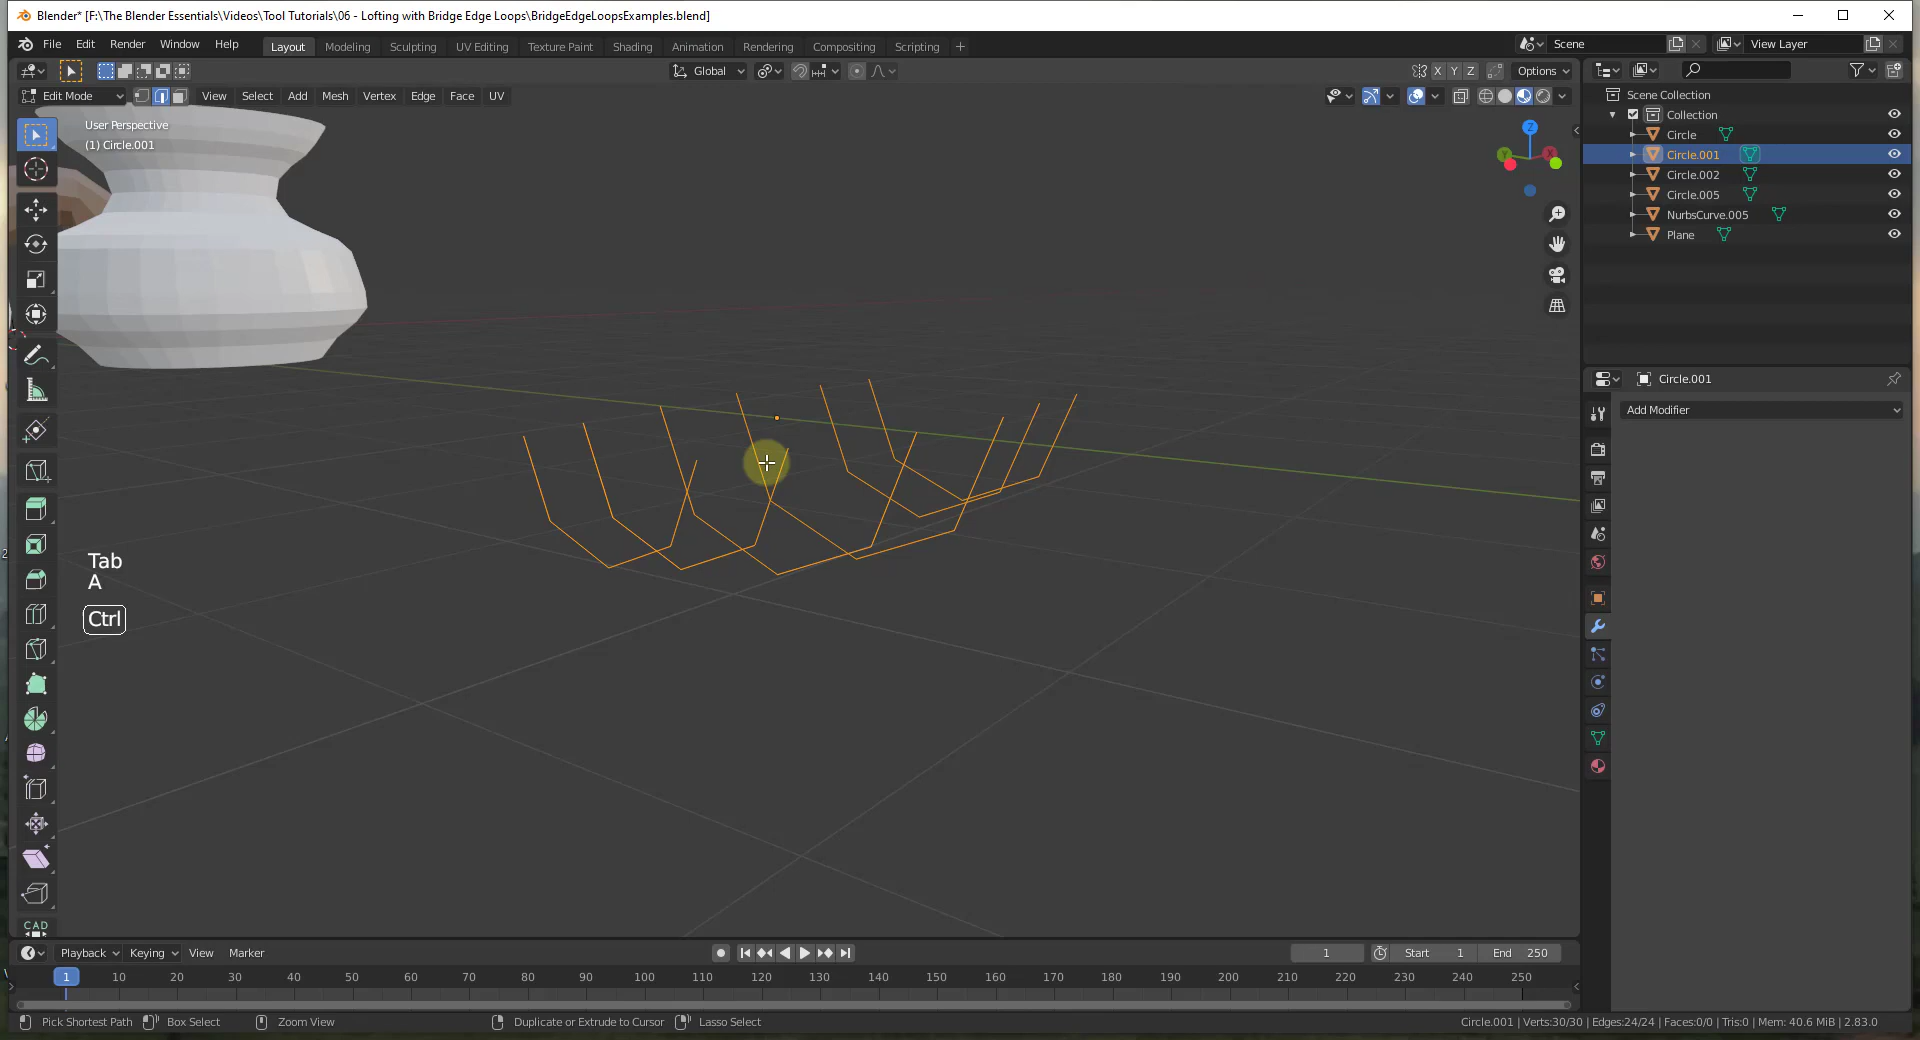 Blender* [F:\The Blender Essentials\Videos\Tool Tutorials\06 - Lofting with Bridge Edge Loops\BridgeEdgeLoopsExamples.blend]
File Edit Render Window Help Layout Modeling Sculpting UV Editing Texture Paint Shading Animation Rendering Compositing Scripting + Scene View Layer
Global X Y Z Options
Edit Mode View Select Add Mesh Vertex Edge Face UV
User Perspective
(1) Circle.001
Z
Y
X
Tab
A
Ctrl
CAD
Scene Collection
Collection
Circle
Circle.001
Circle.002
Circle.005
NurbsCurve.005
Plane
Circle.001
Add Modifier
Playback Keying View Marker 1 Start 1 End 250
1 10 20 30 40 50 60 70 80 90 100 110 120 130 140 150 160 170 180 190 200 210 220 230 240 250
Pick Shortest Path Box Select Zoom View Duplicate or Extrude to Cursor Lasso Select Circle.001 | Verts:30/30 | Edges:24/24 | Faces:0/0 | Tris:0 | Mem: 40.6 MiB | 2.83.0